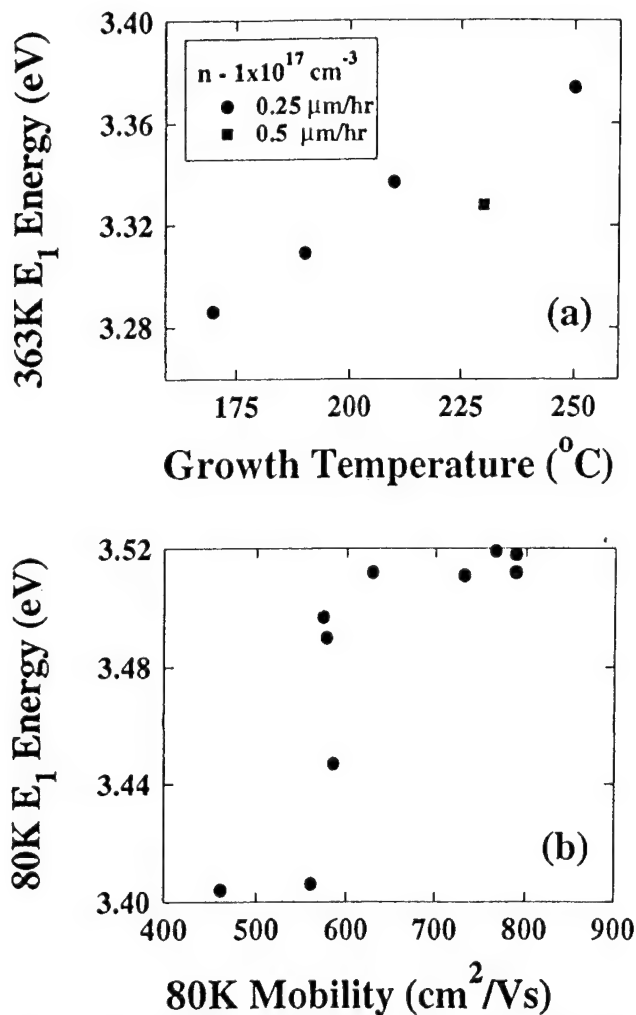 3.40
3.36
3.32
3.28
363K E1 Energy (eV)
n - 1x10^17 cm^-3
0.25 μm/hr
0.5 μm/hr
(a)
175 200 225 250
Growth Temperature (°C)
3.52
3.48
3.44
3.40
80K E1 Energy (eV)
(b)
400 500 600 700 800 900
80K Mobility (cm^2/Vs)